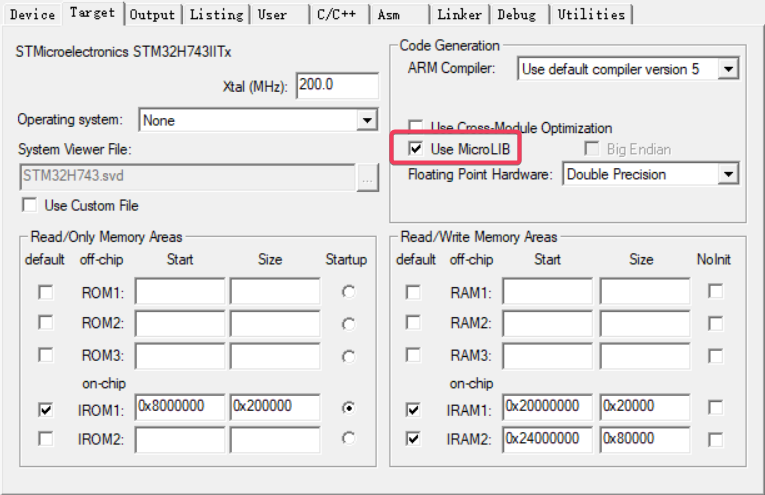 Device Target Output Listing User C/C++ Asm Linker Debug Utilities
STMicroelectronics STM32H743IITx
Xtal (MHz): 200.0
Operating system: None
System Viewer File:
STM32H743.svd ...
Use Custom File
Code Generation
ARM Compiler: Use default compiler version 5
Use Cross-Module Optimization
Use MicroLIB Big Endian
Floating Point Hardware: Double Precision
Read/Only Memory Areas
default off-chip Start Size Startup
ROM1:
ROM2:
ROM3:
on-chip
IROM1: 0x8000000 0x200000
IROM2:
Read/Write Memory Areas
default off-chip Start Size NoInit
RAM1:
RAM2:
RAM3:
on-chip
IRAM1: 0x20000000 0x20000
IRAM2: 0x24000000 0x80000